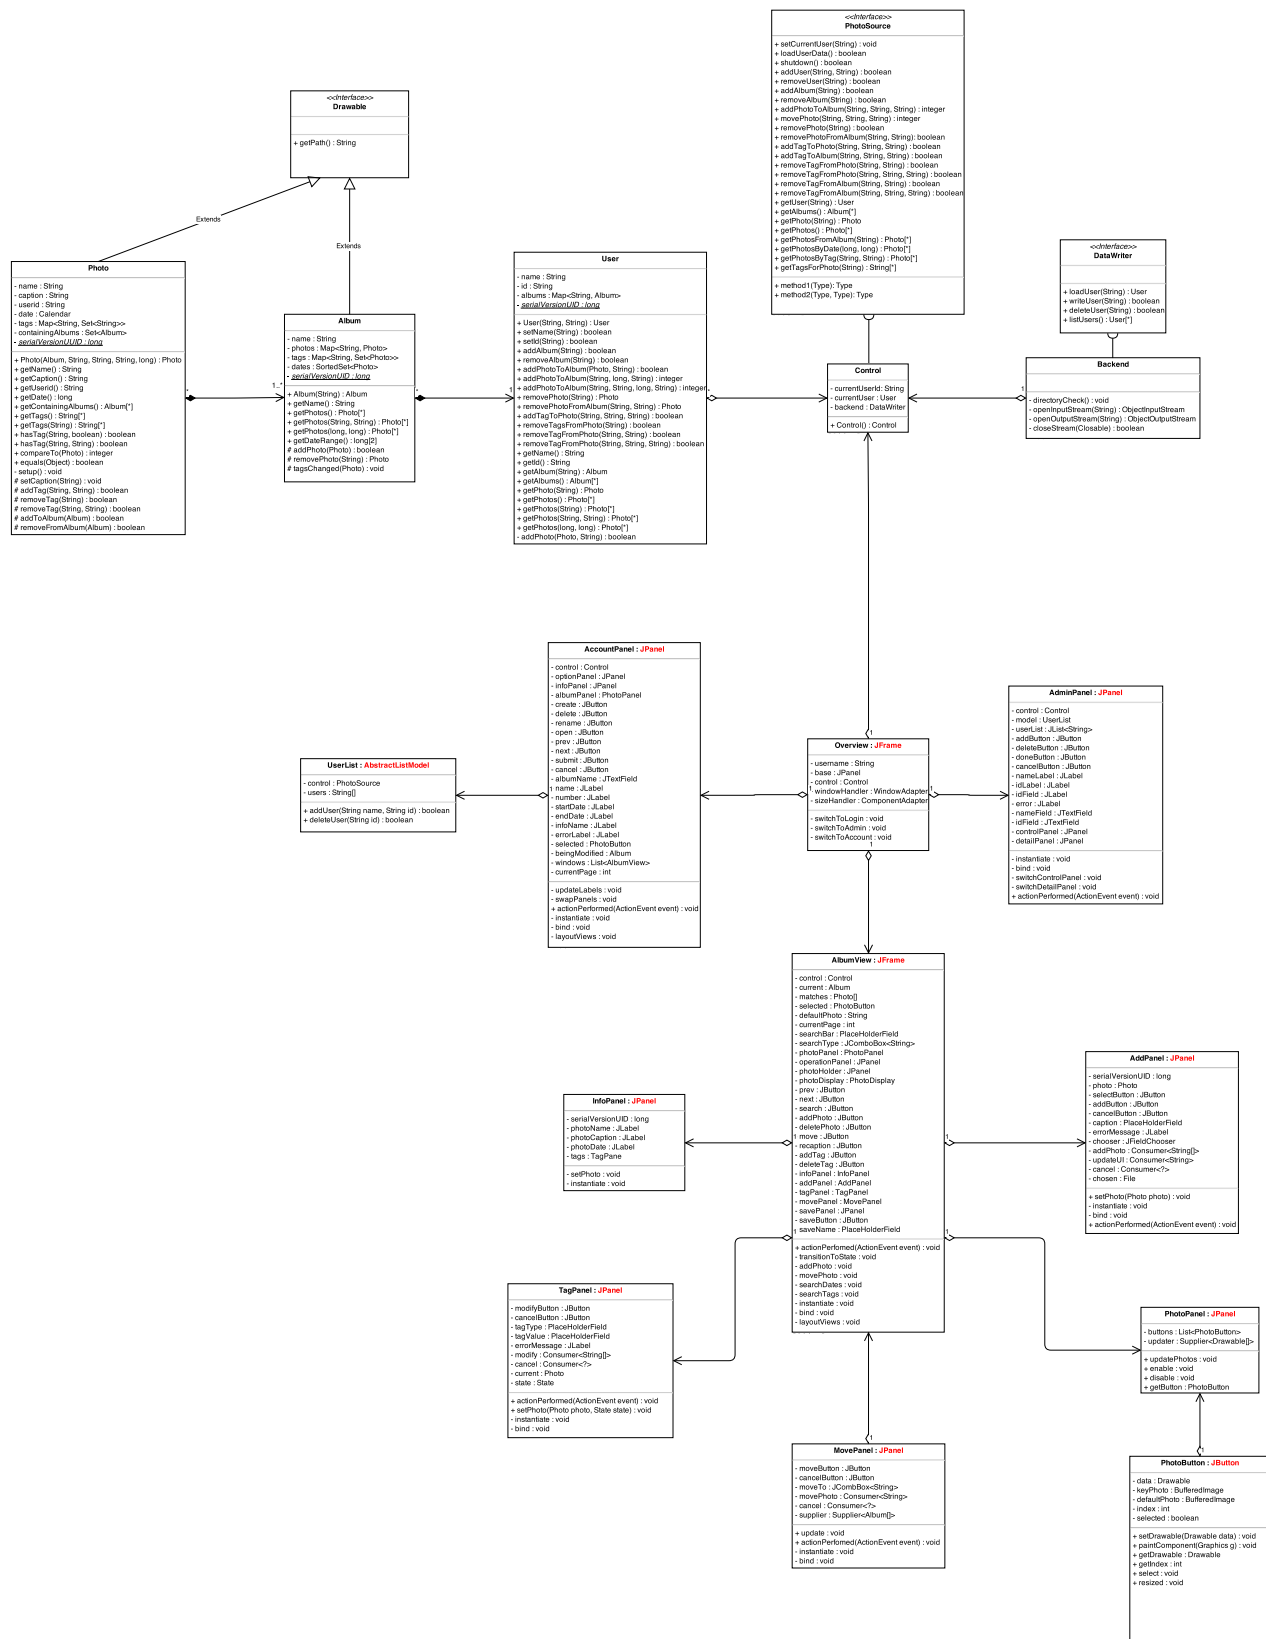 <<Interface>>
PhotoSource
+ setCurrentUser(String) : void
+ loadUserData() : boolean
+ shutdown() : boolean
+ addUser(String, String) : boolean
+ removeUser(String) : boolean
+ addAlbum(String) : boolean
+ removeAlbum(String) : boolean
+ addPhotoToAlbum(String, String, String) : integer
+ movePhoto(String, String, String) : integer
+ removePhoto(String) : boolean
+ removePhotoFromAlbum(String, String): boolean
+ addTagToPhoto(String, String, String) : boolean
+ addTagToAlbum(String, String, String) : boolean
+ removeTagFromPhoto(String, String) : boolean
+ removeTagFromPhoto(String, String, String) : boolean
+ removeTagFromAlbum(String, String) : boolean
+ removeTagFromAlbum(String, String, String) : boolean
+ getUser(String) : User
+ getAlbums() : Album[*]
+ getPhoto(String) : Photo
+ getPhotos() : Photo[*]
+ getPhotosFromAlbum(String) : Photo[*]
+ getPhotosByDate(long, long) : Photo[*]
+ getPhotosByTag(String, String) : Photo[*]
+ getTagsForPhoto(String) : String[*]
+ method1(Type): Type
+ method2(Type, Type): Type
<<Interface>>
Drawable
+ getPath() : String
Extends
Extends
<<Interface>>
DataWriter
+ loadUser(String) : User
+ writeUser(String) : boolean
+ deleteUser(String) : boolean
+ listUsers() : User[*]
Photo
- name : String
- caption : String
- userid : String
- date : Calendar
- tags : Map<String, Set<String>>
- containingAlbums : Set<Album>
- serialVersionUUID : long
+ Photo(Album, String, String, String, long) : Photo
+ getName() : String
+ getCaption() : String
+ getUserid() : String
+ getDate() : long
+ getContainingAlbums() : Album[*]
+ getTags() : String[*]
+ getTags(String) : String[*]
+ hasTag(String, boolean) : boolean
+ hasTag(String, String) : boolean
+ compareTo(Photo) : integer
+ equals(Object) : boolean
- setup() : void
# setCaption(String) : void
# addTag(String, String) : boolean
# removeTag(String) : boolean
# removeTag(String, String) : boolean
# addToAlbum(Album) : boolean
# removeFromAlbum(Album) : boolean
*
1..*
Album
- name : String
- photos : Map<String, Photo>
- tags : Map<String, Set<Photo>>
- dates : SortedSet<Photo>
- serialVersionUID : long
+ Album(String) : Album
+ getName() : String
+ getPhotos() : Photo[*]
+ getPhotos(String, String) : Photo[*]
+ getPhotos(long, long) : Photo[*]
+ getDateRange() : long[2]
# addPhoto(Photo) : boolean
# removePhoto(String) : Photo
# tagsChanged(Photo) : void
*
1
User
- name : String
- id : String
- albums : Map<String, Album>
- serialVersionUID : long
+ User(String, String) : User
+ setName(String) : boolean
+ setId(String) : boolean
+ addAlbum(String) : boolean
+ removeAlbum(String) : boolean
+ addPhotoToAlbum(Photo, String) : boolean
+ addPhotoToAlbum(String, long, String) : integer
+ addPhotoToAlbum(String, String, long, String) : integer
+ removePhoto(String) : Photo
+ removePhotoFromAlbum(String, String) : Photo
+ addTagToPhoto(String, String, String) : boolean
+ removeTagsFromPhoto(String) : boolean
+ removeTagFromPhoto(String, String) : boolean
+ removeTagFromPhoto(String, String, String) : boolean
+ getName() : String
+ getId() : String
+ getAlbum(String) : Album
+ getAlbums() : Album[*]
+ getPhoto(String) : Photo
+ getPhotos() : Photo[*]
+ getPhotos(String) : Photo[*]
+ getPhotos(String, String) : Photo[*]
+ getPhotos(long, long) : Photo[*]
- addPhoto(Photo, String) : boolean
*
Control
- currentUserId: String
- currentUser : User
- backend : DataWriter
+ Control() : Control
1
Backend
- directoryCheck() : void
- openInputStream(String) : ObjectInputStream
- openOutputStream(String) : ObjectOutputStream
- closeStream(Closable) : boolean
AccountPanel : JPanel
- control : Control
- optionPanel : JPanel
- infoPanel : JPanel
- albumPanel : PhotoPanel
- create : JButton
- delete : JButton
- rename : JButton
- open : JButton
- prev : JButton
- next : JButton
- submit : JButton
- cancel : JButton
- albumName : JTextField
- name : JLabel
- number : JLabel
- startDate : JLabel
- endDate : JLabel
- infoName : JLabel
- errorLabel : JLabel
- selected : PhotoButton
- beingModified : Album
- windows : List<AlbumView>
- currentPage : int
- updateLabels : void
- swapPanels : void
+ actionPerformed(ActionEvent event) : void
- instantiate : void
- bind : void
- layoutViews : void
1
UserList : AbstractListModel
- control : PhotoSource
- users : String[]
+ addUser(String name, String id) : boolean
+ deleteUser(String id) : boolean
1
Overview : JFrame
- username : String
- base : JPanel
- control : Control
- windowHandler : WindowAdapter
- sizeHandler : ComponentAdapter
- switchToLogin : void
- switchToAdmin : void
- switchToAccount : void
1
1
1
AdminPanel : JPanel
- control : Control
- model : UserList
- userList : JList<String>
- addButton : JButton
- deleteButton : JButton
- doneButton : JButton
- cancelButton : JButton
- nameLabel : JLabel
- idLabel : JLabel
- idField : JLabel
- error : JLabel
- nameField : JTextField
- idField : JTextField
- controlPanel : JPanel
- detailPanel : JPanel
- instantiate : void
- bind : void
- switchControlPanel : void
- switchDetailPanel : void
+ actionPerformed(ActionEvent event) : void
AlbumView : JFrame
- control : Control
- current : Album
- matches : Photo[]
- selected : PhotoButton
- defaultPhoto : String
- currentPage : int
- searchBar : PlaceHolderField
- searchType : JComboBox<String>
- photoPanel : PhotoPanel
- operationPanel : JPanel
- photoHolder : JPanel
- photoDisplay : PhotoDisplay
- prev : JButton
- next : JButton
- search : JButton
- addPhoto : JButton
- deletePhoto : JButton
- move : JButton
- recaption : JButton
- addTag : JButton
- deleteTag : JButton
- infoPanel : InfoPanel
- addPanel : AddPanel
- tagPanel : TagPanel
- movePanel : MovePanel
- savePanel : JPanel
- saveButton : JButton
- saveName : PlaceHolderField
+ actionPerfomed(ActionEvent event) : void
- transitionToState : void
- addPhoto : void
- movePhoto : void
- searchDates : void
- searchTags : void
- instantiate : void
- bind : void
- layoutViews : void
1
1
1
1
InfoPanel : JPanel
- serialVersionUID : long
- photoName : JLabel
- photoCaption : JLabel
- photoDate : JLabel
- tags : TagPane
- setPhoto : void
- instantiate : void
AddPanel : JPanel
- serialVersionUID : long
- photo : Photo
- selectButton : JButton
- addButton : JButton
- cancelButton : JButton
- caption : PlaceHolderField
- errorMessage : JLabel
- chooser : JFieldChooser
- addPhoto : Consumer<String[]>
- updateUI : Consumer<String>
- cancel : Consumer<?>
- chosen : File
+ setPhoto(Photo photo) : void
- instantiate : void
- bind : void
+ actionPerformed(ActionEvent event) : void
TagPanel : JPanel
- modifyButton : JButton
- cancelButton : JButton
- tagType : PlaceHolderField
- tagValue : PlaceHolderField
- errorMessage : JLabel
- modify : Consumer<String[]>
- cancel : Consumer<?>
- current : Photo
- state : State
+ actionPerformed(ActionEvent event) : void
+ setPhoto(Photo photo, State state) : void
- instantiate : void
- bind : void
PhotoPanel : JPanel
- buttons : List<PhotoButton>
- updater : Supplier<Drawable[]>
+ updatePhotos : void
+ enable : void
+ disable : void
+ getButton : PhotoButton
1
MovePanel : JPanel
- moveButton : JButton
- cancelButton : JButton
- moveTo : JCombBox<String>
- movePhoto : Consumer<String>
- cancel : Consumer<?>
- supplier : Supplier<Album[]>
+ update : void
+ actionPerfomed(ActionEvent event) : void
- instantiate : void
- bind : void
1
PhotoButton : JButton
- data : Drawable
- keyPhoto : BufferedImage
- defaultPhoto : BufferedImage
- index : int
- selected : boolean
+ setDrawable(Drawable data) : void
+ paintComponent(Graphics g) : void
+ getDrawable : Drawable
+ getIndex : int
+ select : void
+ resized : void